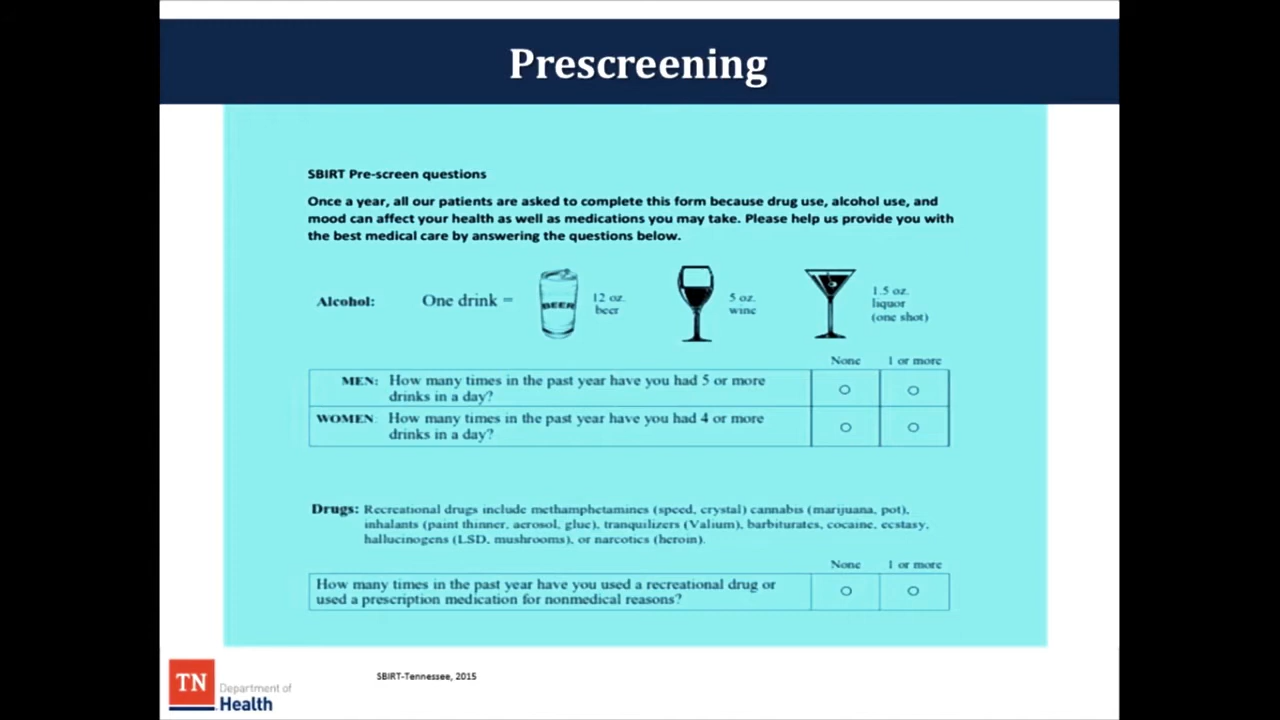 Prescreening
SBIRT Pre-screen questions
Once a year, all our patients are asked to complete this form because drug use, alcohol use, and
mood can affect your health as well as medications you may take. Please help us provide you with
the best medical care by answering the questions below.
Alcohol: One drink = BEER 12 oz. beer 5 oz. wine 1.5 oz. liquor (one shot)
None 1 or more
MEN: How many times in the past year have you had 5 or more
drinks in a day?
WOMEN: How many times in the past year have you had 4 or more
drinks in a day?
Drugs: Recreational drugs include methamphetamines (speed, crystal) cannabis (marijuana, pot),
inhalants (paint thinner, aerosol, glue), tranquilizers (Valium), barbiturates, cocaine, ecstasy,
hallucinogens (LSD, mushrooms), or narcotics (heroin).
None 1 or more
How many times in the past year have you used a recreational drug or
used a prescription medication for nonmedical reasons?
SBIRT-Tennessee, 2015
TN
Department of
Health